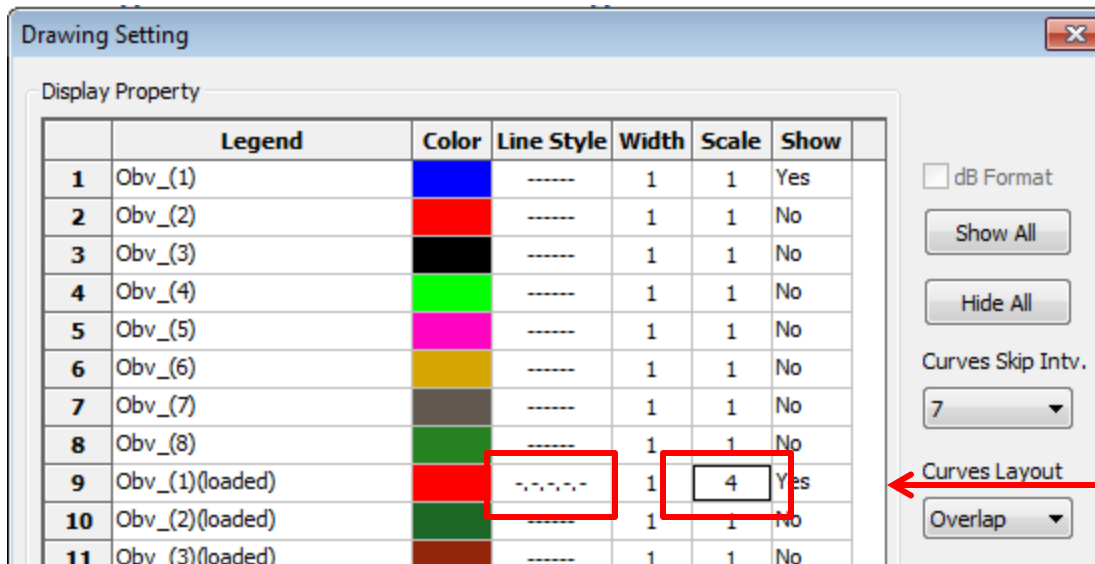 Drawing Setting
Display Property
Legend Color Line Style Width Scale Show
1 Obv_(1) ------ 1 1 Yes
2 Obv_(2) ------ 1 1 No
3 Obv_(3) ------ 1 1 No
4 Obv_(4) ------ 1 1 No
5 Obv_(5) ------ 1 1 No
6 Obv_(6) ------ 1 1 No
7 Obv_(7) ------ 1 1 No
8 Obv_(8) ------ 1 1 No
9 Obv_(1)(loaded) -.-.-.-.- 1 4 Yes
10 Obv_(2)(loaded) ------ 1 1 No
11 Obv_(3)(loaded) ------ 1 1 No
dB Format
Show All
Hide All
Curves Skip Intv.
7
Curves Layout
Overlap